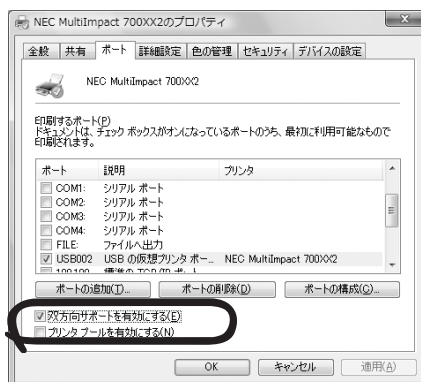 NEC MultiImpact 700XX2のプロパティ
全般 共有 ポート 詳細設定 色の管理 セキュリティ デバイスの設定
NEC MultiImpact 700XX2
印刷するポート(P)
ドキュメントは、チェック ボックスがオンになっているポートのうち、最初に利用可能なもので
印刷されます。
ポート 説明 プリンタ
COM1: シリアル ポート
COM2: シリアル ポート
COM3: シリアル ポート
COM4: シリアル ポート
FILE: ファイルへ出力
USB002 USB の仮想プリンタ ポー... NEC MultiImpact 700XX2
ポートの追加(T)... ポートの削除(D) ポートの構成(C)...
双方向サポートを有効にする(E)
プリンタ プールを有効にする(N)
OK キャンセル 適用(A)